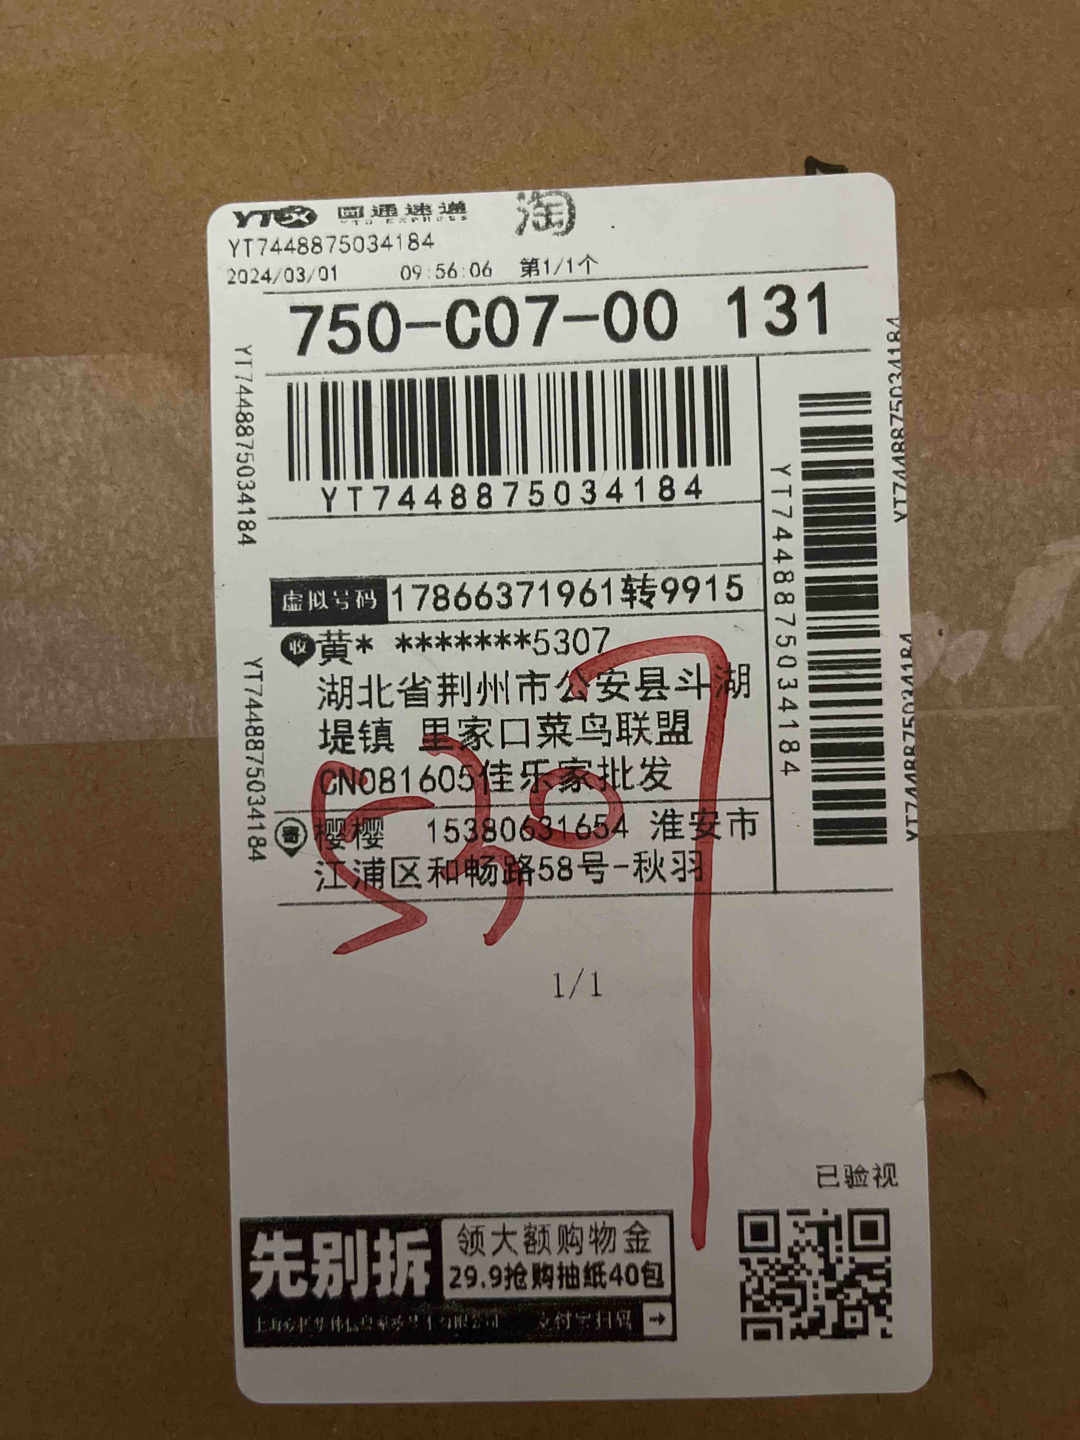 YTO 圆通速递
淘
YT7448875034184
2024/03/01 09:56:06 第1/1个
750-C07-00 131
YT7448875034184
YT7448875034184
YT7448875034184
YT7448875034184
YT7448875034184
YT7448875034184
虚拟号码 17866371961转9915
收 黄* *******5307
湖北省荆州市公安县斗湖
堤镇 里家口菜鸟联盟
CN081605佳乐家批发
寄 樱樱 15380631654 淮安市
江浦区和畅路58号-秋羽
5307
1/1
已验视
先别拆
领大额购物金
29.9抢购抽纸40包
支付宝扫码 →